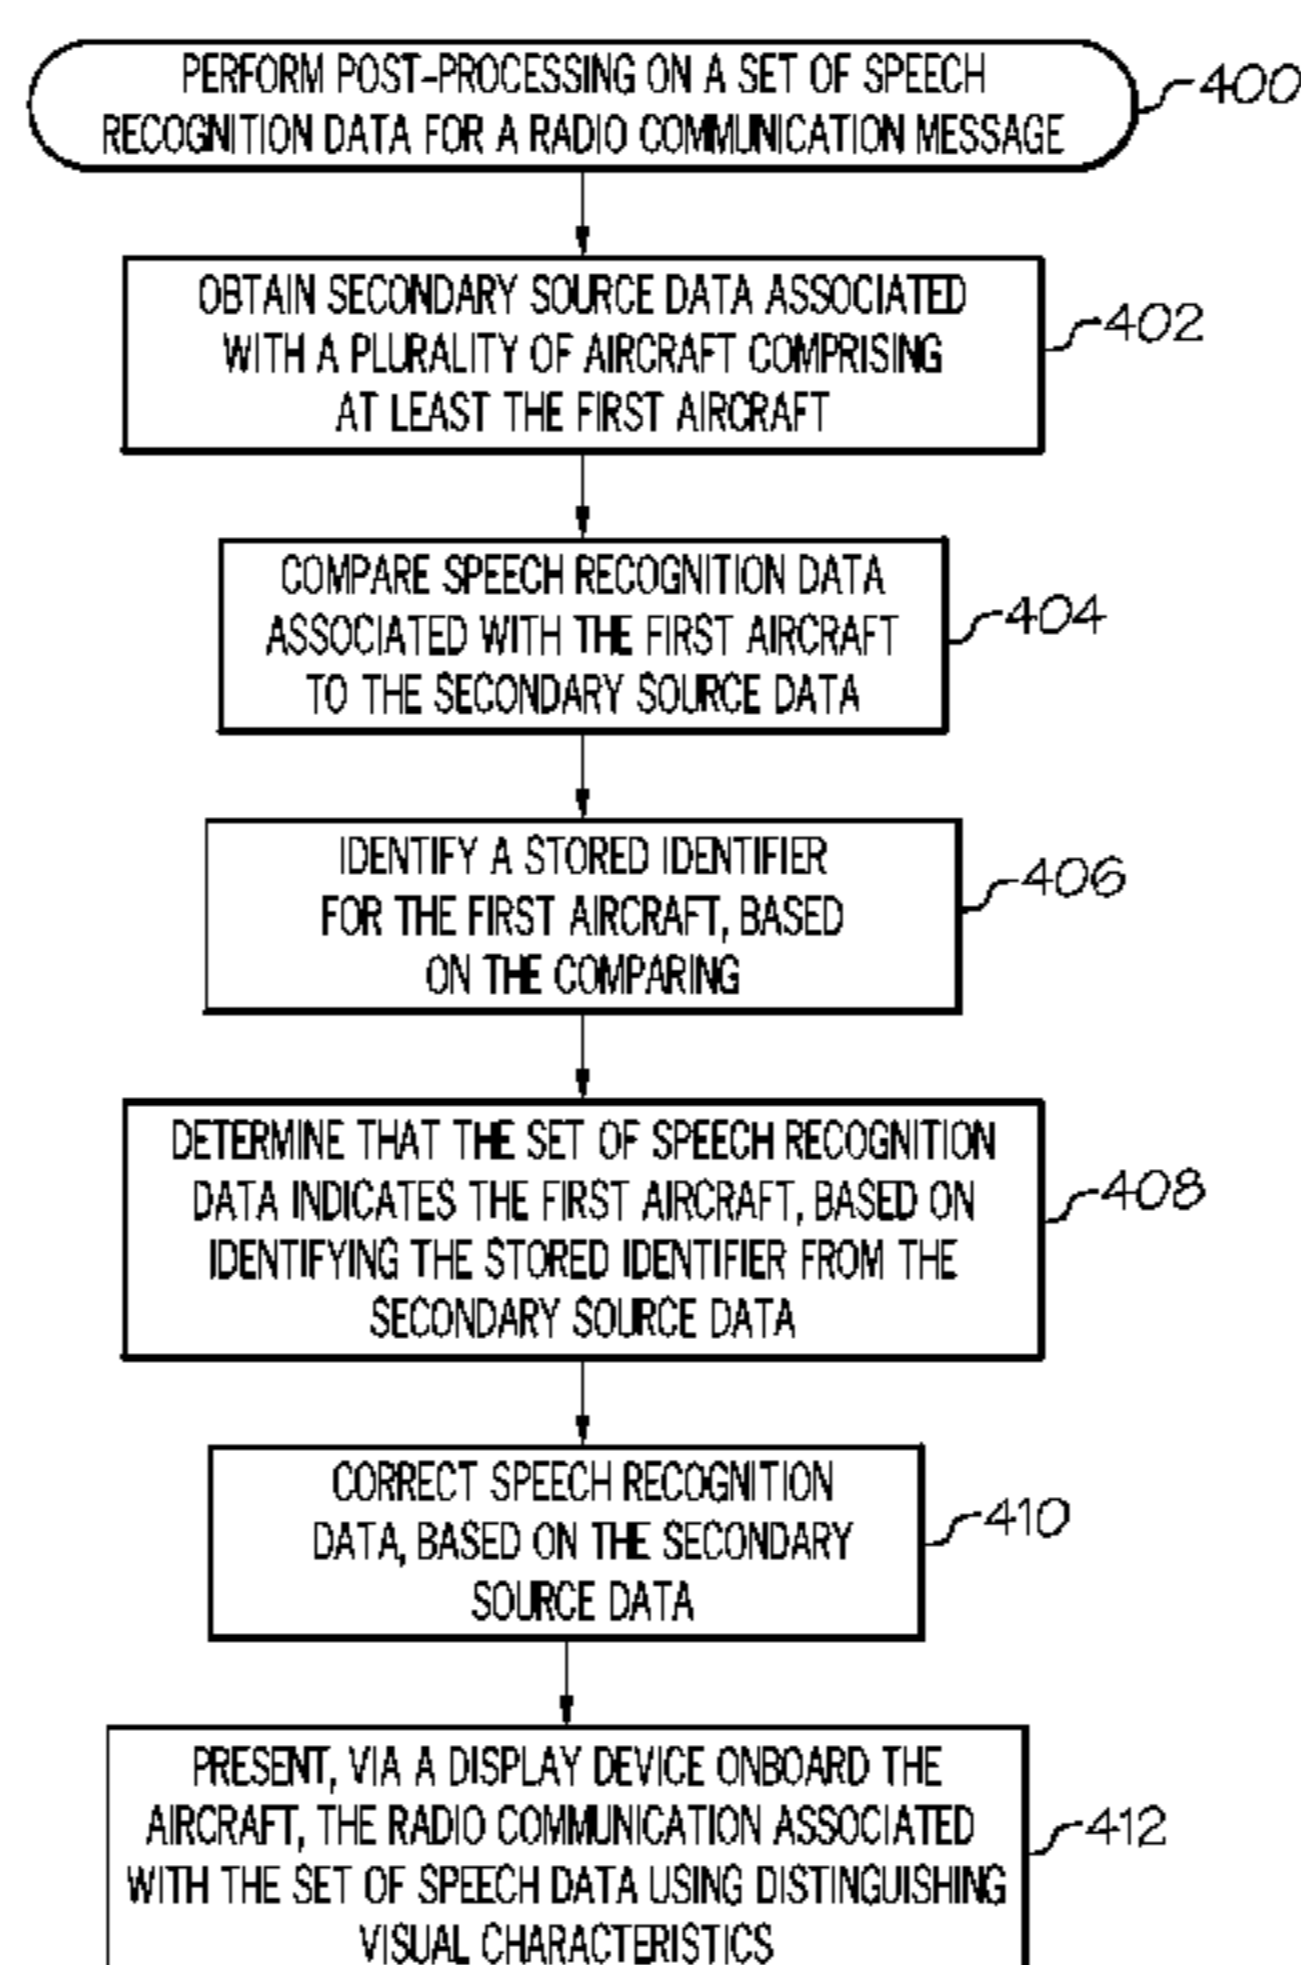 PERFORM POST-PROCESSING ON A SET OF SPEECH
RECOGNITION DATA FOR A RADIO COMMUNICATION MESSAGE
400
OBTAIN SECONDARY SOURCE DATA ASSOCIATED
WITH A PLURALITY OF AIRCRAFT COMPRISING
AT LEAST THE FIRST AIRCRAFT
402
COMPARE SPEECH RECOGNITION DATA
ASSOCIATED WITH THE FIRST AIRCRAFT
TO THE SECONDARY SOURCE DATA
404
IDENTIFY A STORED IDENTIFIER
FOR THE FIRST AIRCRAFT, BASED
ON THE COMPARING
406
DETERMINE THAT THE SET OF SPEECH RECOGNITION
DATA INDICATES THE FIRST AIRCRAFT, BASED ON
IDENTIFYING THE STORED IDENTIFIER FROM THE
SECONDARY SOURCE DATA
408
CORRECT SPEECH RECOGNITION
DATA, BASED ON THE SECONDARY
SOURCE DATA
410
PRESENT, VIA A DISPLAY DEVICE ONBOARD THE
AIRCRAFT, THE RADIO COMMUNICATION ASSOCIATED
WITH THE SET OF SPEECH DATA USING DISTINGUISHING
VISUAL CHARACTERISTICS
412